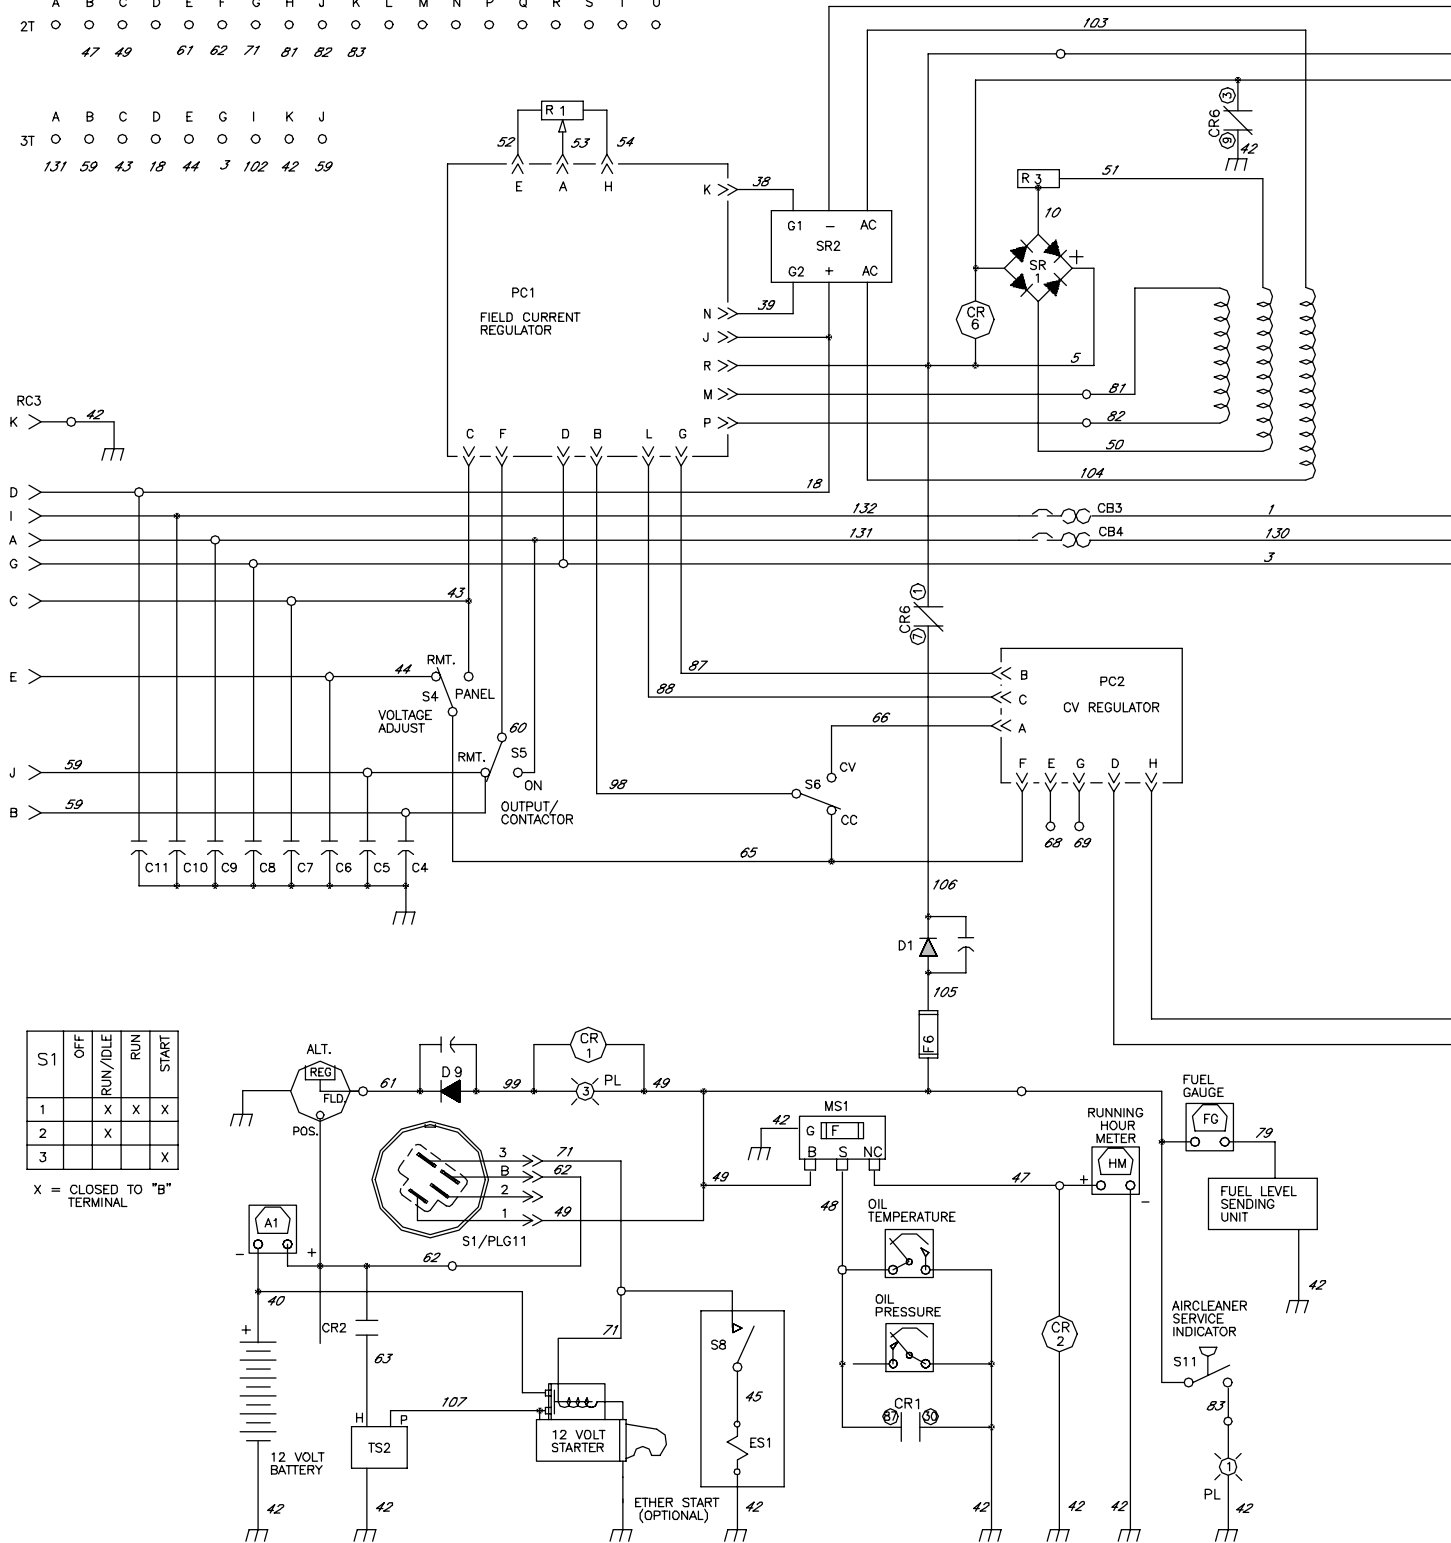 A B C D E F G H J K L M N P Q R S T U
2T
47 49 61 62 71 81 82 83
A B C D E G I K J
3T
131 59 43 18 44 3 102 42 59
R 1
52 53 54
E A H
K 38
G1 - AC
SR2
G2 + AC
PC1
FIELD CURRENT
REGULATOR
N 39
J
R 5
M 81
P 82
50
104
103
CR6 3 9
42
R 3 51
10
SR
1
+
CR
6
RC3
K 42
C F D B L G
D 18
I 132 CB3 1
A 131 CB4 130
G 3
C 43
CR6 1 7
E 44 RMT.
S4 PANEL
VOLTAGE
ADJUST
87
88
66
B
C
A
PC2
CV REGULATOR
F E G D H
68 69
60
RMT. S5
ON
OUTPUT/
CONTACTOR
J 59
B 59
98 S6 CV
CC
65
C11 C10 C9 C8 C7 C6 C5 C4
106
D1
105
F6
S1 OFF RUN/IDLE RUN START
1 X X X
2 X
3 X
X = CLOSED TO "B"
TERMINAL
ALT.
REG
FLD.
POS.
61 D9 99
CR
1
3 PL 49
3 71
B 62
2
1 49
S1/PLG11
A1
- +
62
40
CR2
63
+
12 VOLT
BATTERY
42
H P
TS2
42
107
71
12 VOLT
STARTER
ETHER START
(OPTIONAL)
S8
45
ES1
42
MS1
42 G F
B S NC
49
48
47
OIL
TEMPERATURE
OIL
PRESSURE
CR1
87 30
42
CR
2
42
RUNNING
HOUR
METER
HM
+ -
42
FUEL
GAUGE
FG
79
FUEL LEVEL
SENDING
UNIT
42
AIRCLEANER
SERVICE
INDICATOR
S11
83
1
PL
42